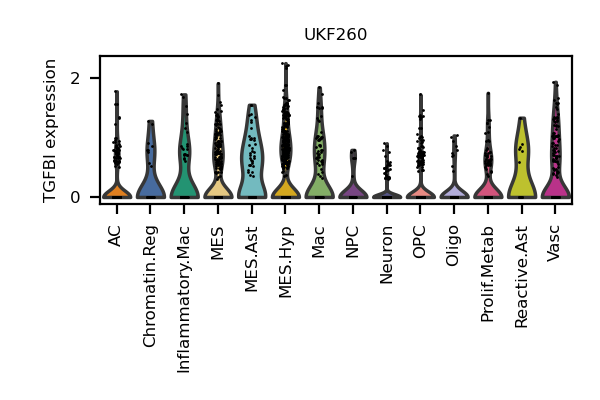 UKF260
TGFBI expression
2
0
AC
Chromatin.Reg
Inflammatory.Mac
MES
MES.Ast
MES.Hyp
Mac
NPC
Neuron
OPC
Oligo
Prolif.Metab
Reactive.Ast
Vasc